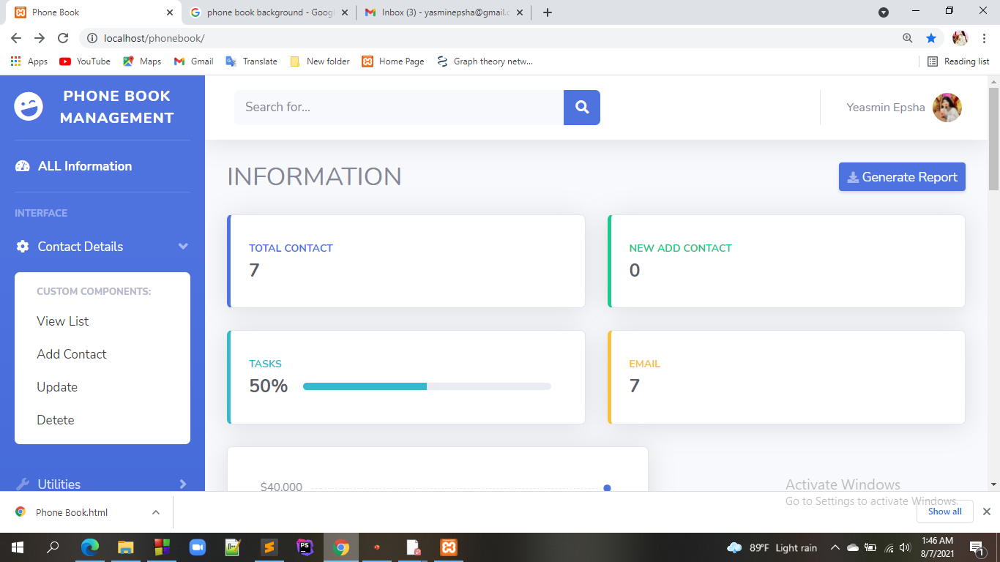 Phone Book
phone book background - Goog
Inbox (3) - yasminepsha@gmail.c
localhost/phonebook/
Apps
YouTube
Maps
Gmail
Translate
New folder
Home Page
Graph theory netw...
Reading list
PHONE BOOK
MANAGEMENT
ALL Information
INTERFACE
Contact Details
CUSTOM COMPONENTS:
View List
Add Contact
Update
Detete
Utilities
Search for...
Yeasmin Epsha
INFORMATION
Generate Report
TOTAL CONTACT
7
NEW ADD CONTACT
0
TASKS
50%
EMAIL
7
$40,000
Activate Windows
Go to Settings to activate Windows.
Phone Book.html
Show all
89°F Light rain
1:46 AM
8/7/2021
1